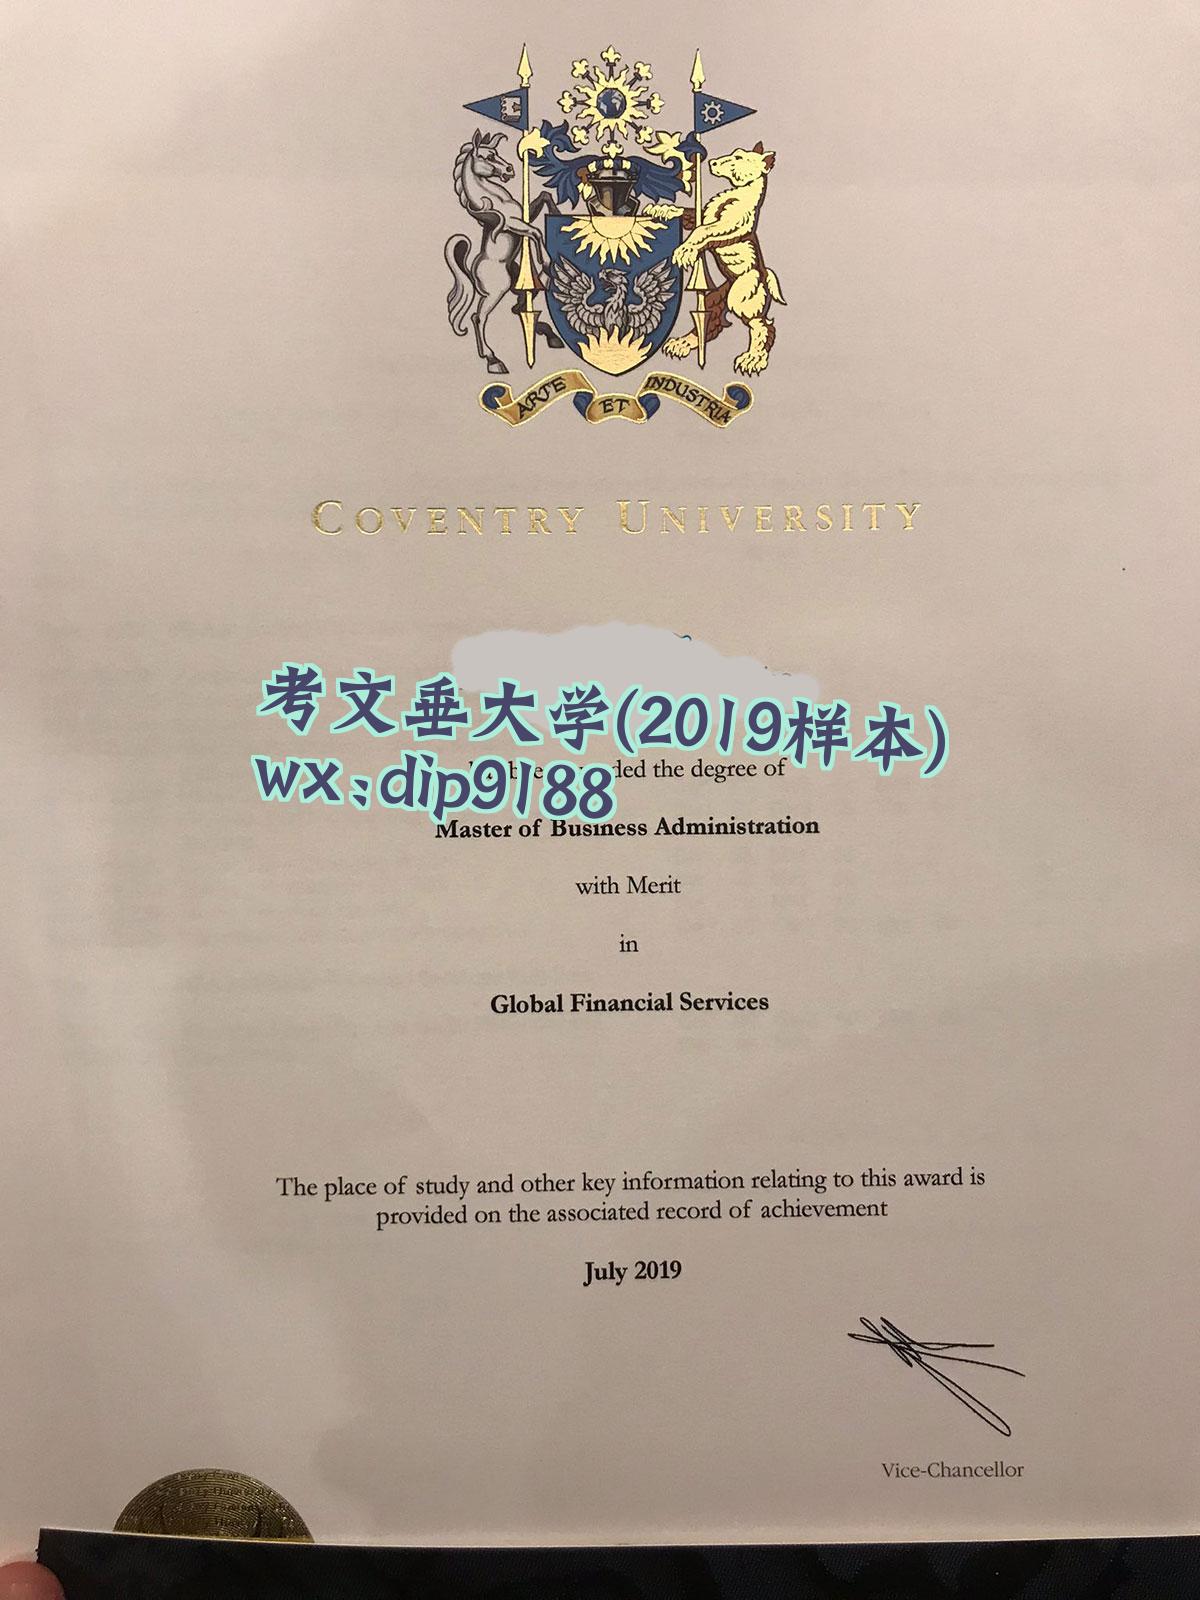 ARTE ET INDUSTRIA
COVENTRY UNIVERSITY
考文垂大学(2019样本)
wx:dip9188
the degree of
Master of Business Administration
with Merit
in
Global Financial Services
The place of study and other key information relating to this award is
provided on the associated record of achievement
July 2019
Vice-Chancellor